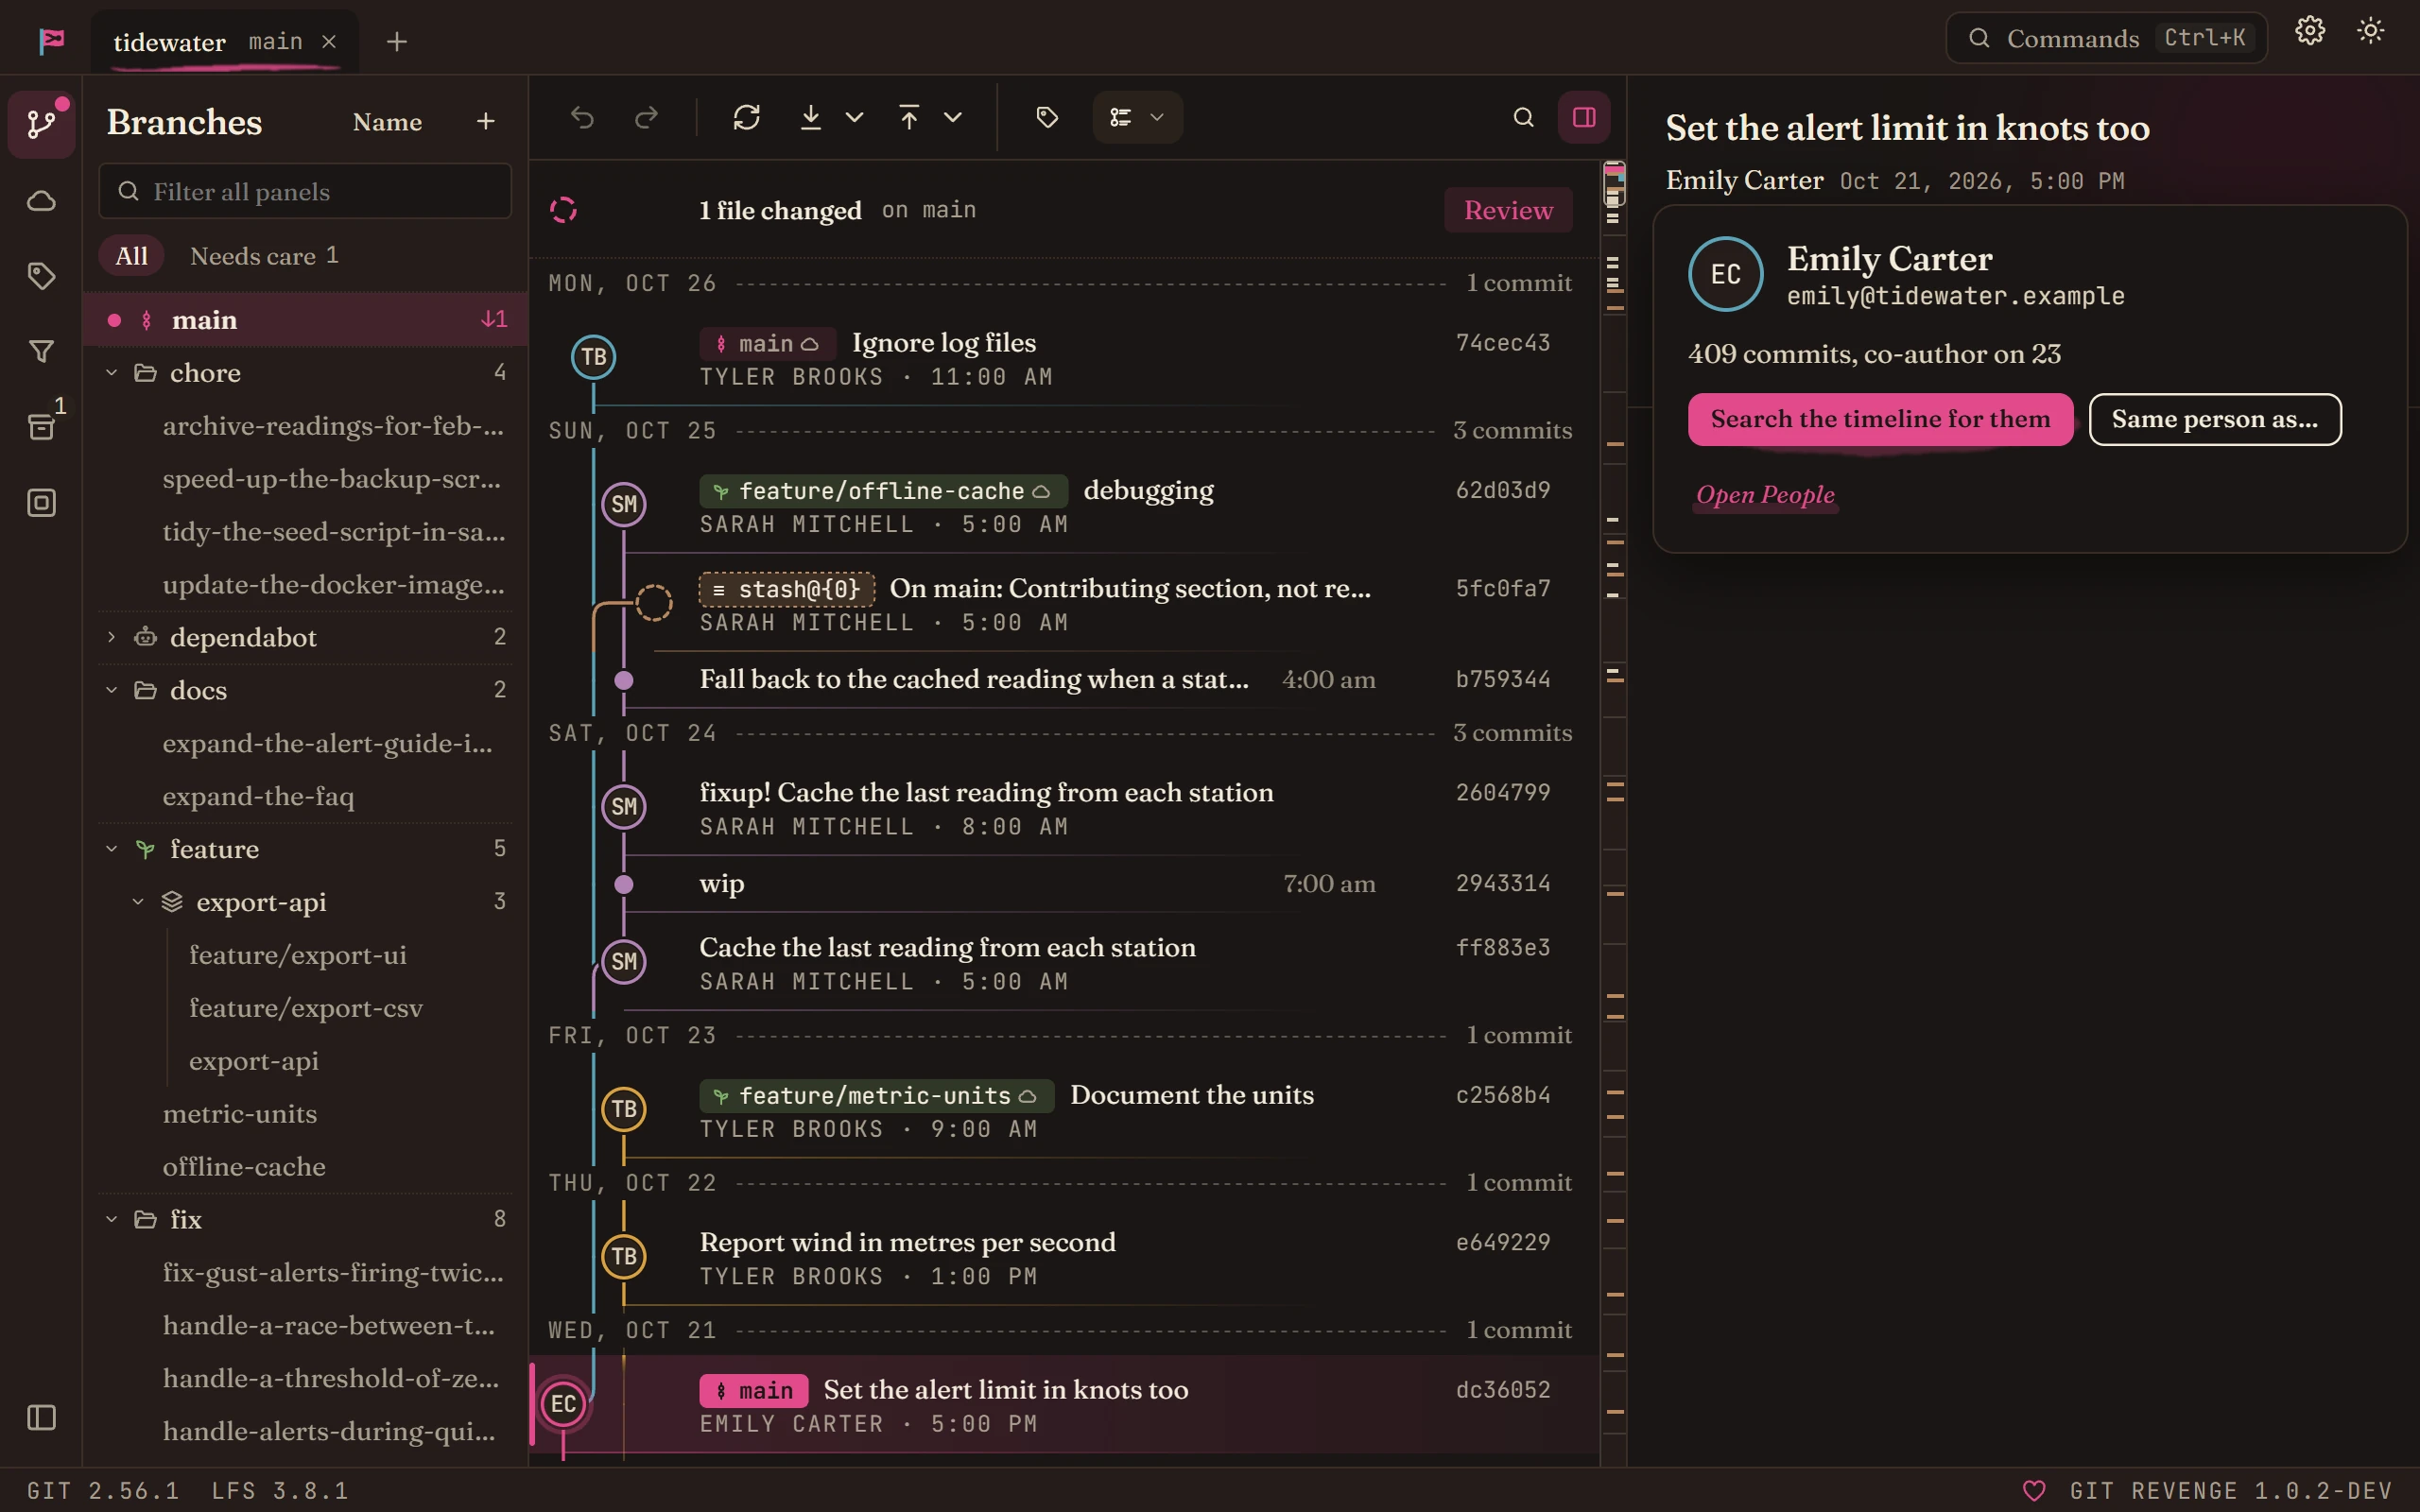 tidewater main
Commands Ctrl+K
Branches Name
Filter all panels
All Needs care 1
main ↓1
chore 4
archive-readings-for-feb-...
speed-up-the-backup-scr...
tidy-the-seed-script-in-sa...
update-the-docker-image...
dependabot 2
docs 2
expand-the-alert-guide-i...
expand-the-faq
feature 5
export-api 3
feature/export-ui
feature/export-csv
export-api
metric-units
offline-cache
fix 8
fix-gust-alerts-firing-twic...
handle-a-race-between-t...
handle-a-threshold-of-ze...
handle-alerts-during-qui...
1
1 file changed on main Review
MON, OCT 26 1 commit
TB main Ignore log files 74cec43
TYLER BROOKS · 11:00 AM
SUN, OCT 25 3 commits
SM feature/offline-cache debugging 62d03d9
SARAH MITCHELL · 5:00 AM
stash@{0} On main: Contributing section, not re... 5fc0fa7
SARAH MITCHELL · 5:00 AM
Fall back to the cached reading when a stat... 4:00 am b759344
SAT, OCT 24 3 commits
SM fixup! Cache the last reading from each station 2604799
SARAH MITCHELL · 8:00 AM
wip 7:00 am 2943314
SM Cache the last reading from each station ff883e3
SARAH MITCHELL · 5:00 AM
FRI, OCT 23 1 commit
TB feature/metric-units Document the units c2568b4
TYLER BROOKS · 9:00 AM
THU, OCT 22 1 commit
TB Report wind in metres per second e649229
TYLER BROOKS · 1:00 PM
WED, OCT 21 1 commit
EC main Set the alert limit in knots too dc36052
EMILY CARTER · 5:00 PM
Set the alert limit in knots too
Emily Carter Oct 21, 2026, 5:00 PM
EC Emily Carter
emily@tidewater.example
409 commits, co-author on 23
Search the timeline for them Same person as...
Open People
GIT 2.56.1 LFS 3.8.1
GIT REVENGE 1.0.2-DEV